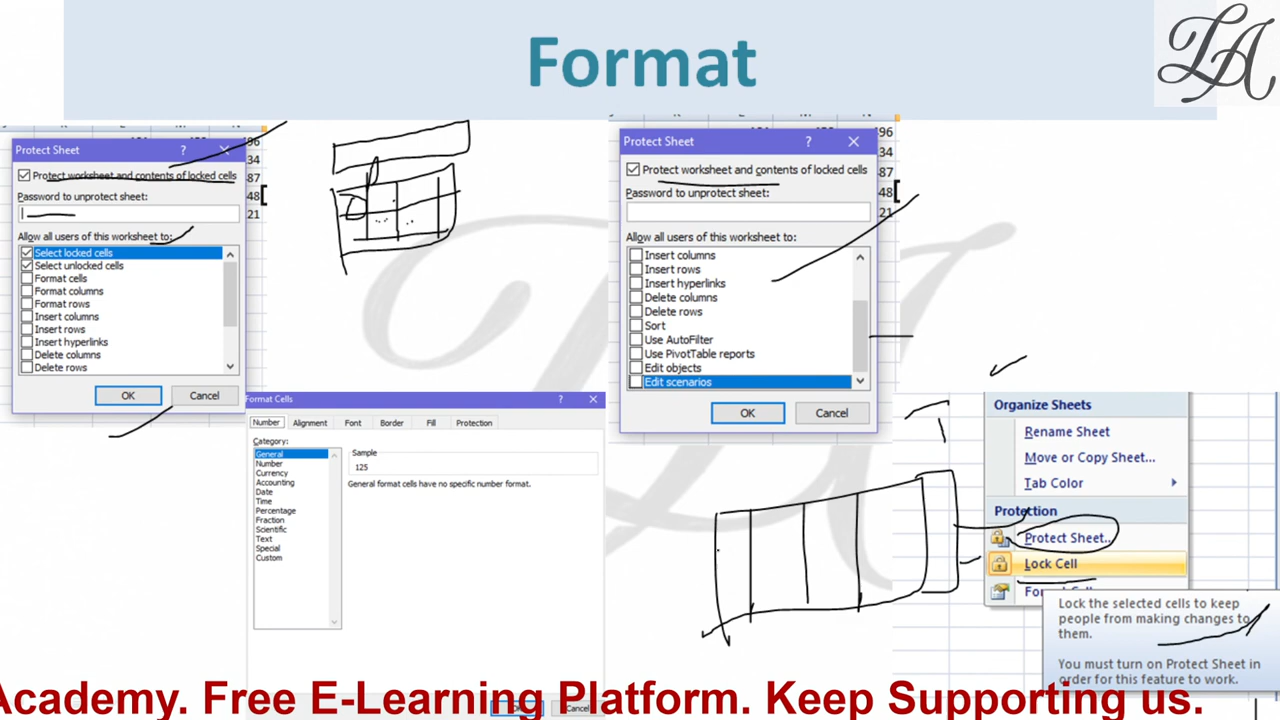 Format
LA
496
34
87
48
21
Protect Sheet
?
Protect worksheet and contents of locked cells
Password to unprotect sheet:
Allow all users of this worksheet to:
Select locked cells
Select unlocked cells
Format cells
Format columns
Format rows
Insert columns
Insert rows
Insert hyperlinks
Delete columns
Delete rows
OK Cancel
Protect Sheet
?
Protect worksheet and contents of locked cells
Password to unprotect sheet:
Allow all users of this worksheet to:
Insert columns
Insert rows
Insert hyperlinks
Delete columns
Delete rows
Sort
Use AutoFilter
Use PivotTable reports
Edit objects
Edit scenarios
OK Cancel
Format Cells
?
Number Alignment Font Border Fill Protection
Category:
General
Number
Currency
Accounting
Date
Time
Percentage
Fraction
Scientific
Text
Special
Custom
Sample
125
General format cells have no specific number format.
Cancel
Organize Sheets
Rename Sheet
Move or Copy Sheet...
Tab Color
Protection
Protect Sheet...
Lock Cell
Lock the selected cells to keep
people from making changes to
them.
You must turn on Protect Sheet in
order for this feature to work.
Academy. Free E-Learning Platform. Keep Supporting us.